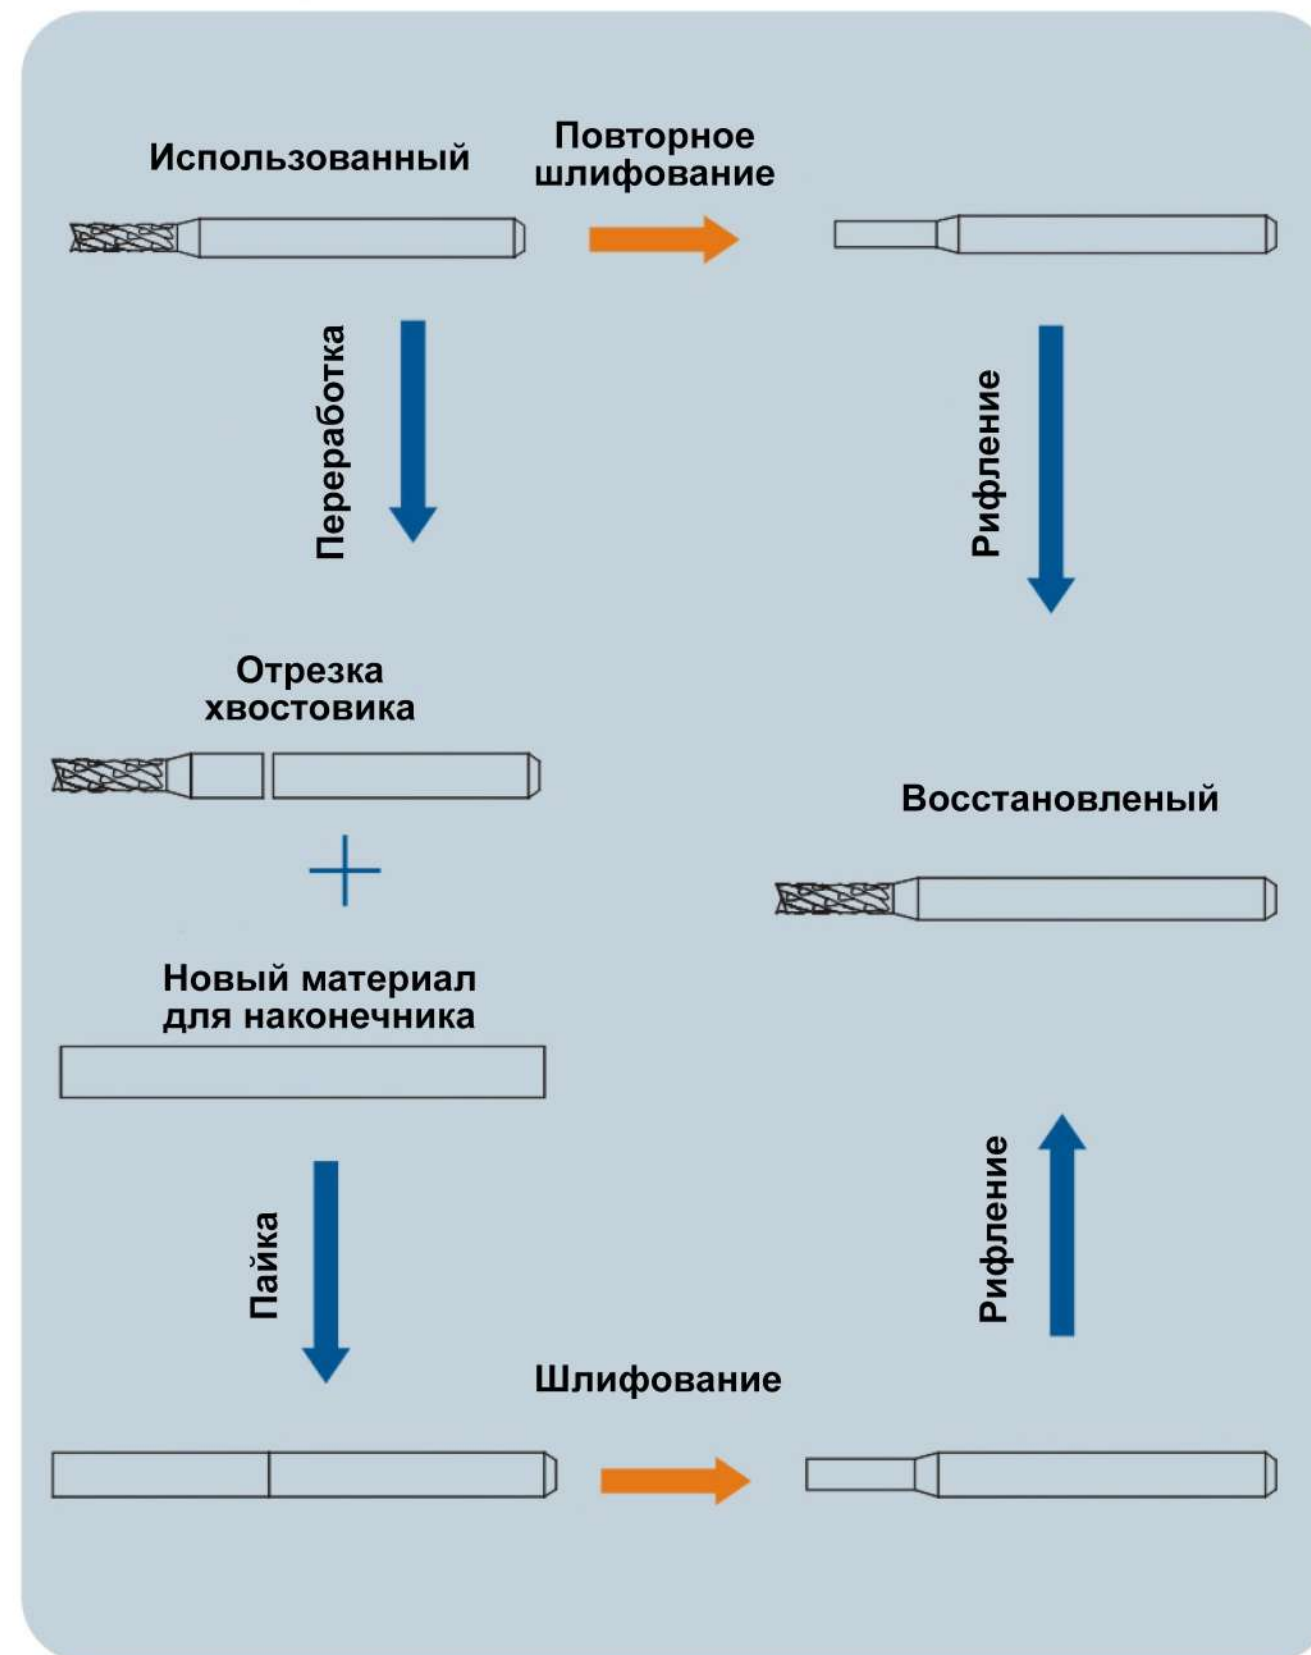 Использованный
Повторное
шлифование
Переработка
Рифление
Отрезка
хвостовика
Восстановленый
Новый материал
для наконечника
Пайка
Рифление
Шлифование